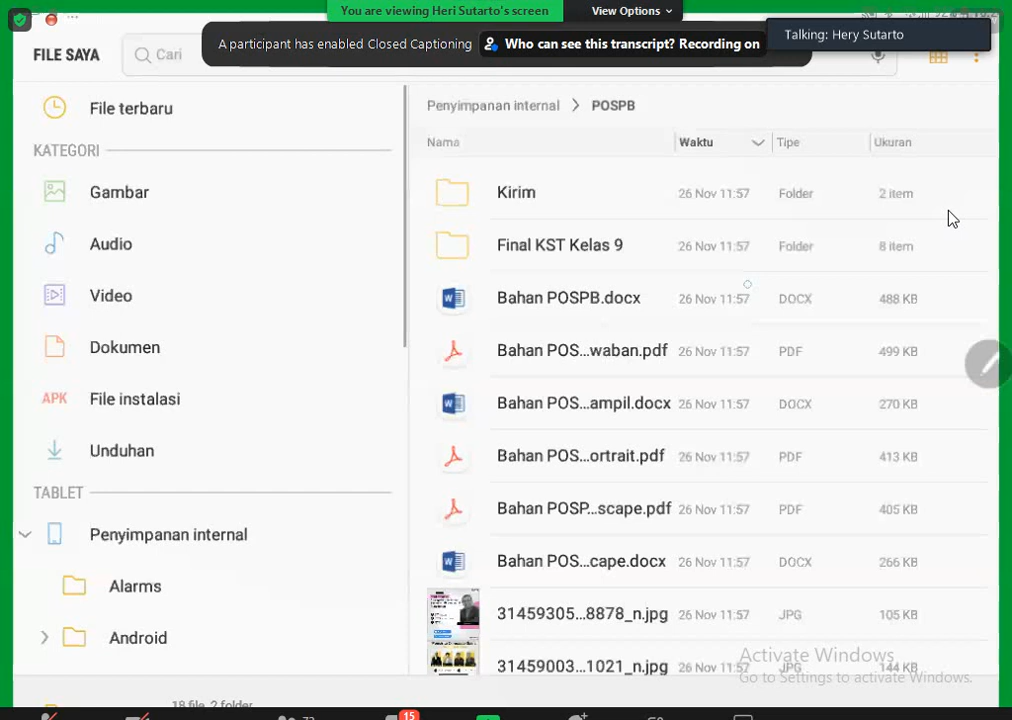 You are viewing Heri Sutarto's screen
View Options
A participant has enabled Closed Captioning
Who can see this transcript? Recording on
Talking: Hery Sutarto
FILE SAYA
Cari
File terbaru
KATEGORI
Gambar
Audio
Video
Dokumen
APK File instalasi
Unduhan
TABLET
Penyimpanan internal
Alarms
Android
Penyimpanan internal > POSPB
Nama Waktu Tipe Ukuran
Kirim 26 Nov 11:57 Folder 2 item
Final KST Kelas 9 26 Nov 11:57 Folder 8 item
Bahan POSPB.docx 26 Nov 11:57 DOCX 488 KB
Bahan POS...waban.pdf 26 Nov 11:57 PDF 499 KB
Bahan POS...ampil.docx 26 Nov 11:57 DOCX 270 KB
Bahan POS...ortrait.pdf 26 Nov 11:57 PDF 413 KB
Bahan POSP...scape.pdf 26 Nov 11:57 PDF 405 KB
Bahan POS...cape.docx 26 Nov 11:57 DOCX 266 KB
31459305...8878_n.jpg 26 Nov 11:57 JPG 105 KB
31459003...1021_n.jpg 26 Nov 11:57 JPG 144 KB
Activate Windows
Go to Settings to activate Windows.
18 file, 2 folder
15